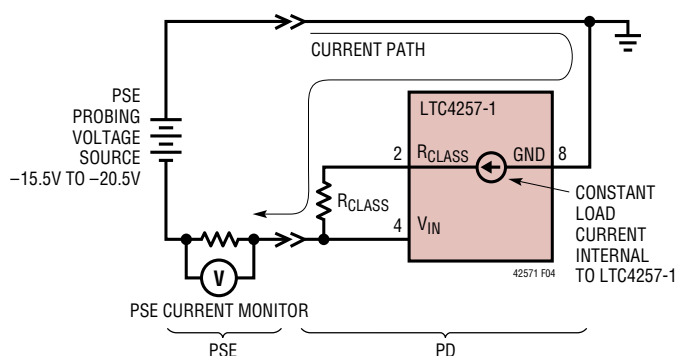 CURRENT PATH
PSE
PROBING
VOLTAGE
SOURCE
–15.5V TO –20.5V
LTC4257-1
2
RCLASS
GND
8
RCLASS
4
VIN
CONSTANT
LOAD
CURRENT
INTERNAL
TO LTC4257-1
42571 F04
V
PSE CURRENT MONITOR
PSE
PD